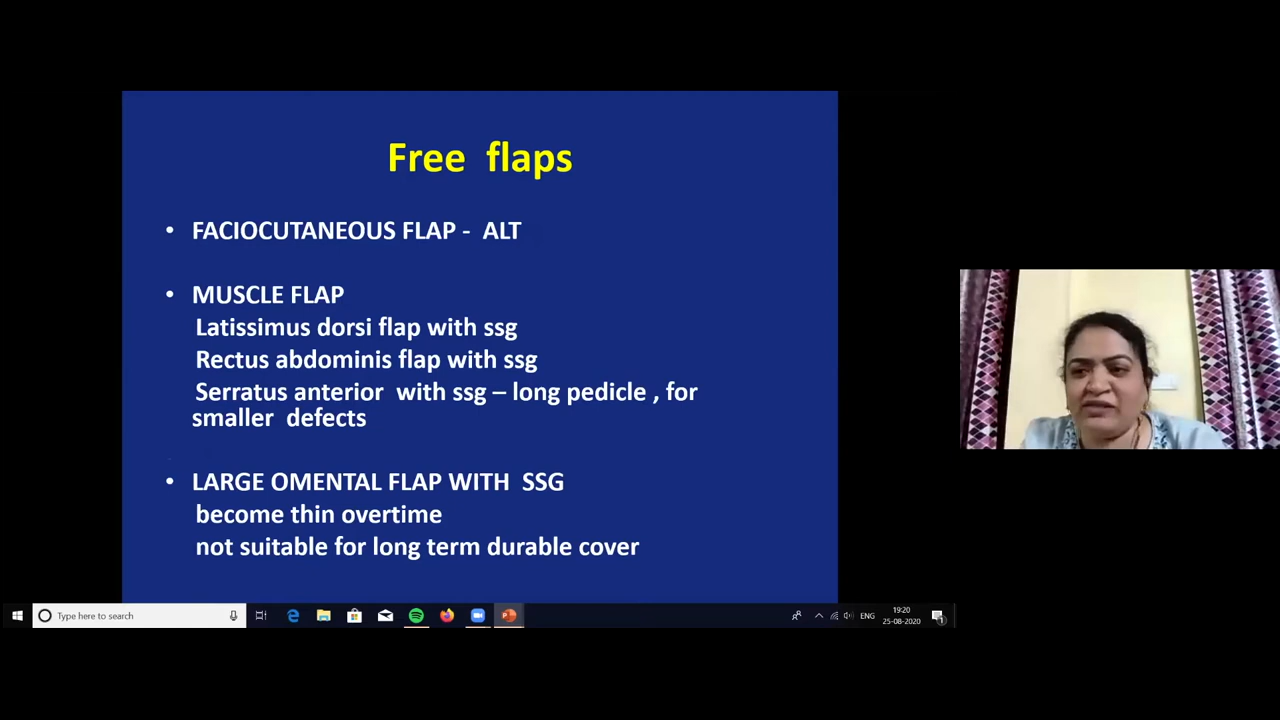 Free flaps
• FACIOCUTANEOUS FLAP - ALT
• MUSCLE FLAP
Latissimus dorsi flap with ssg
Rectus abdominis flap with ssg
Serratus anterior with ssg – long pedicle , for
smaller defects
• LARGE OMENTAL FLAP WITH SSG
become thin overtime
not suitable for long term durable cover
Type here to search
ENG
19:20
25-08-2020
1